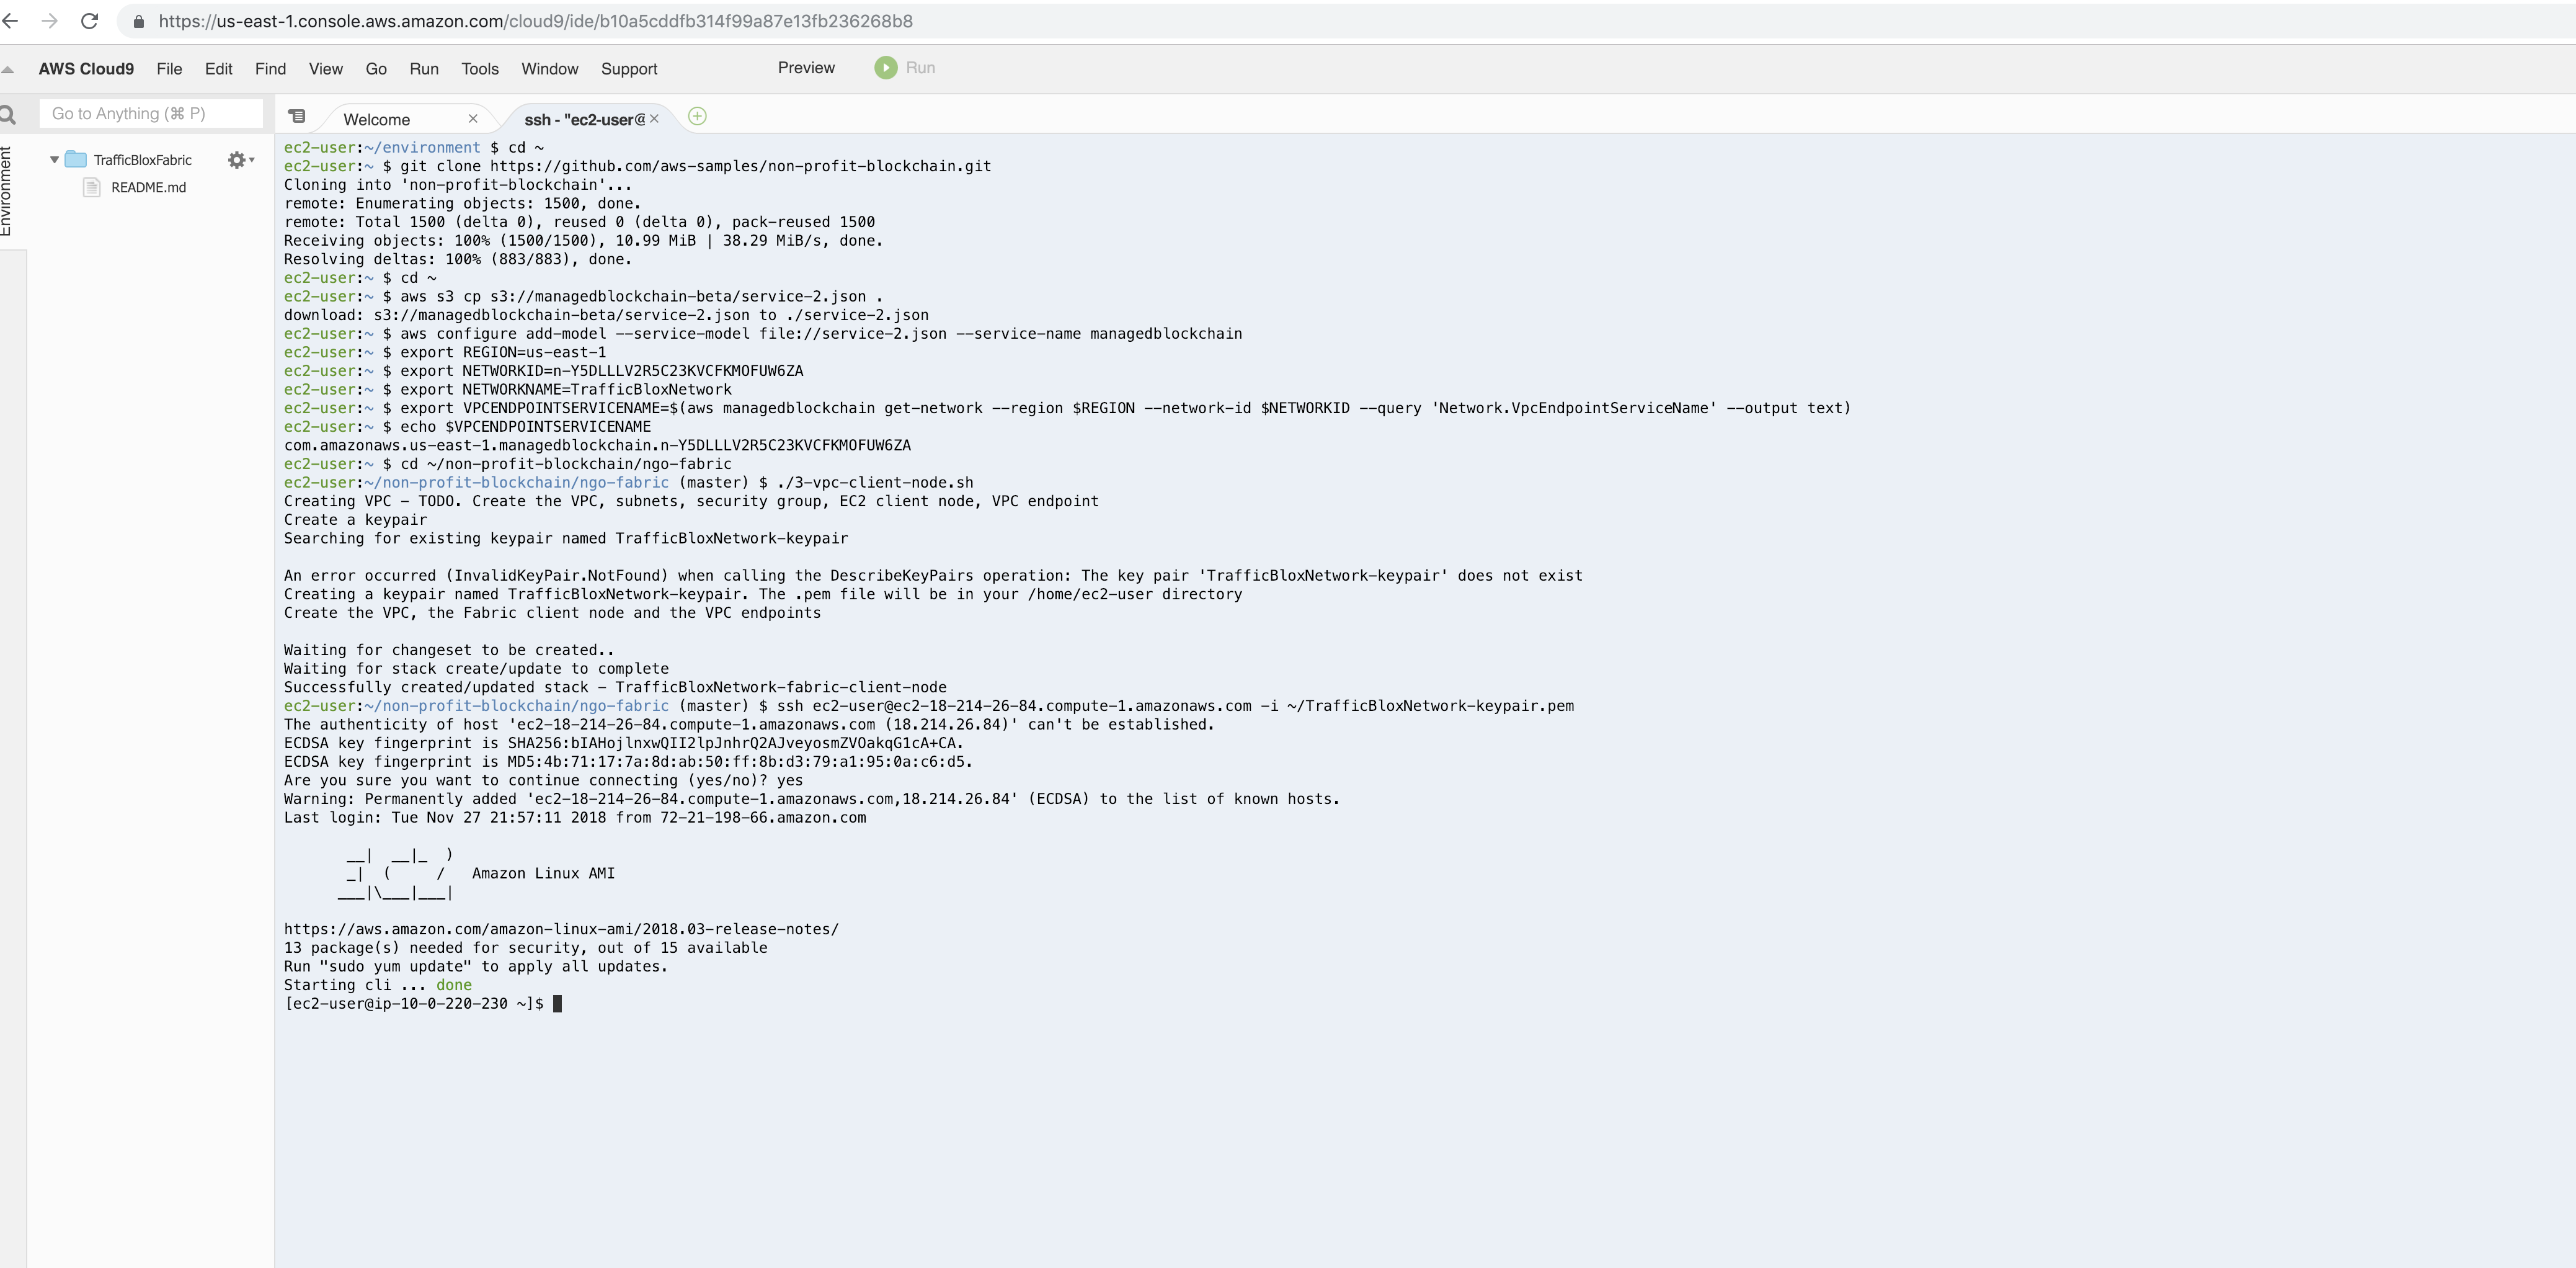 https://us-east-1.console.aws.amazon.com/cloud9/ide/b10a5cddfb314f99a87e13fb236268b8
AWS Cloud9 File Edit Find View Go Run Tools Window Support Preview Run
Go to Anything (⌘ P)
Welcome
ssh - "ec2-user@
Environment
TrafficBloxFabric
README.md
ec2-user:~/environment $ cd ~
ec2-user:~ $ git clone https://github.com/aws-samples/non-profit-blockchain.git
Cloning into 'non-profit-blockchain'...
remote: Enumerating objects: 1500, done.
remote: Total 1500 (delta 0), reused 0 (delta 0), pack-reused 1500
Receiving objects: 100% (1500/1500), 10.99 MiB | 38.29 MiB/s, done.
Resolving deltas: 100% (883/883), done.
ec2-user:~ $ cd ~
ec2-user:~ $ aws s3 cp s3://managedblockchain-beta/service-2.json .
download: s3://managedblockchain-beta/service-2.json to ./service-2.json
ec2-user:~ $ aws configure add-model --service-model file://service-2.json --service-name managedblockchain
ec2-user:~ $ export REGION=us-east-1
ec2-user:~ $ export NETWORKID=n-Y5DLLLV2R5C23KVCFKMOFUW6ZA
ec2-user:~ $ export NETWORKNAME=TrafficBloxNetwork
ec2-user:~ $ export VPCENDPOINTSERVICENAME=$(aws managedblockchain get-network --region $REGION --network-id $NETWORKID --query 'Network.VpcEndpointServiceName' --output text)
ec2-user:~ $ echo $VPCENDPOINTSERVICENAME
com.amazonaws.us-east-1.managedblockchain.n-Y5DLLLV2R5C23KVCFKMOFUW6ZA
ec2-user:~ $ cd ~/non-profit-blockchain/ngo-fabric
ec2-user:~/non-profit-blockchain/ngo-fabric (master) $ ./3-vpc-client-node.sh
Creating VPC - TODO. Create the VPC, subnets, security group, EC2 client node, VPC endpoint
Create a keypair
Searching for existing keypair named TrafficBloxNetwork-keypair
An error occurred (InvalidKeyPair.NotFound) when calling the DescribeKeyPairs operation: The key pair 'TrafficBloxNetwork-keypair' does not exist
Creating a keypair named TrafficBloxNetwork-keypair. The .pem file will be in your /home/ec2-user directory
Create the VPC, the Fabric client node and the VPC endpoints
Waiting for changeset to be created..
Waiting for stack create/update to complete
Successfully created/updated stack - TrafficBloxNetwork-fabric-client-node
ec2-user:~/non-profit-blockchain/ngo-fabric (master) $ ssh ec2-user@ec2-18-214-26-84.compute-1.amazonaws.com -i ~/TrafficBloxNetwork-keypair.pem
The authenticity of host 'ec2-18-214-26-84.compute-1.amazonaws.com (18.214.26.84)' can't be established.
ECDSA key fingerprint is SHA256:bIAHojlnxwQII2lpJnhrQ2AJveyosmZVOakqG1cA+CA.
ECDSA key fingerprint is MD5:4b:71:17:7a:8d:ab:50:ff:8b:d3:79:a1:95:0a:c6:d5.
Are you sure you want to continue connecting (yes/no)? yes
Warning: Permanently added 'ec2-18-214-26-84.compute-1.amazonaws.com,18.214.26.84' (ECDSA) to the list of known hosts.
Last login: Tue Nov 27 21:57:11 2018 from 72-21-198-66.amazon.com
__|  __|_  )
_|  (     /   Amazon Linux AMI
___|\___|___|
https://aws.amazon.com/amazon-linux-ami/2018.03-release-notes/
13 package(s) needed for security, out of 15 available
Run "sudo yum update" to apply all updates.
Starting cli ... done
[ec2-user@ip-10-0-220-230 ~]$